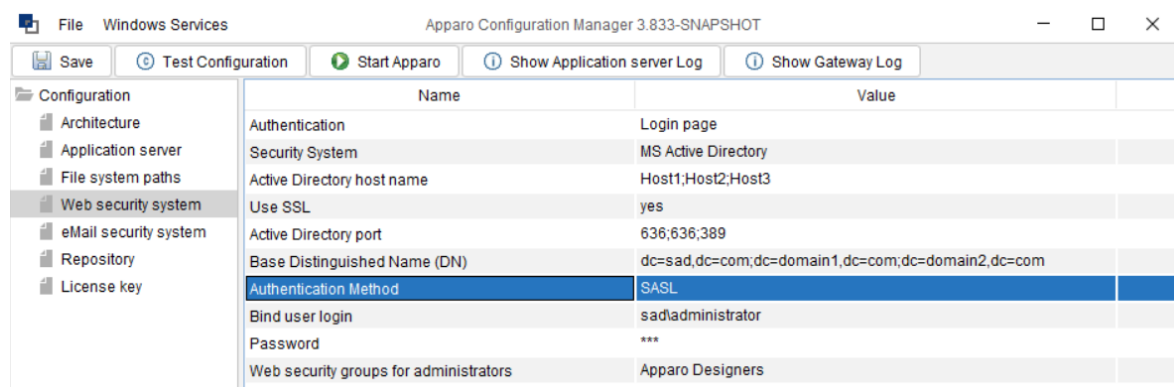 File Windows Services Apparo Configuration Manager 3.833-SNAPSHOT
Save Test Configuration Start Apparo Show Application server Log Show Gateway Log
Configuration
Architecture
Application server
File system paths
Web security system
eMail security system
Repository
License key
Name Value
Authentication Login page
Security System MS Active Directory
Active Directory host name Host1;Host2;Host3
Use SSL yes
Active Directory port 636;636;389
Base Distinguished Name (DN) dc=sad,dc=com;dc=domain1,dc=com;dc=domain2,dc=com
Authentication Method SASL
Bind user login sad\administrator
Password ***
Web security groups for administrators Apparo Designers